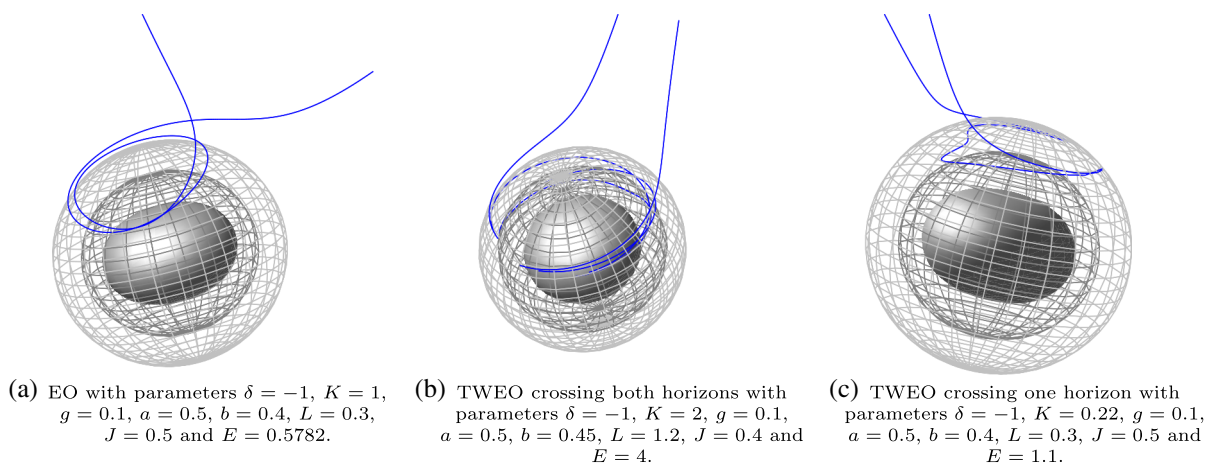 (a) EO with parameters δ = −1, K = 1,
g = 0.1, a = 0.5, b = 0.4, L = 0.3,
J = 0.5 and E = 0.5782.
(b) TWEO crossing both horizons with
parameters δ = −1, K = 2, g = 0.1,
a = 0.5, b = 0.45, L = 1.2, J = 0.4 and
E = 4.
(c) TWEO crossing one horizon with
parameters δ = −1, K = 0.22, g = 0.1,
a = 0.5, b = 0.4, L = 0.3, J = 0.5 and
E = 1.1.